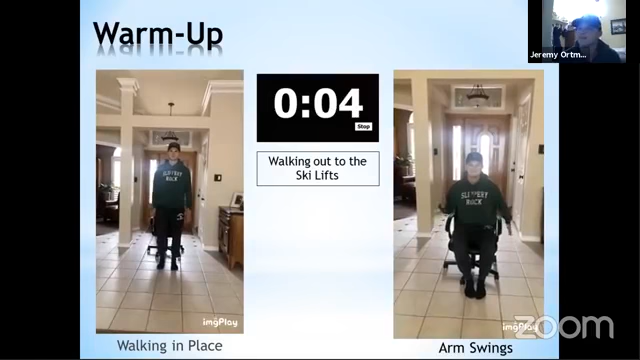 Warm-Up
Jeremy Ortm...
0:04
Stop
Walking out to the
Ski Lifts
SLIPPERY
ROCK
imgPlay
Walking in Place
SLIPPERY
ROCK
imgPlay
Arm Swings
zoom